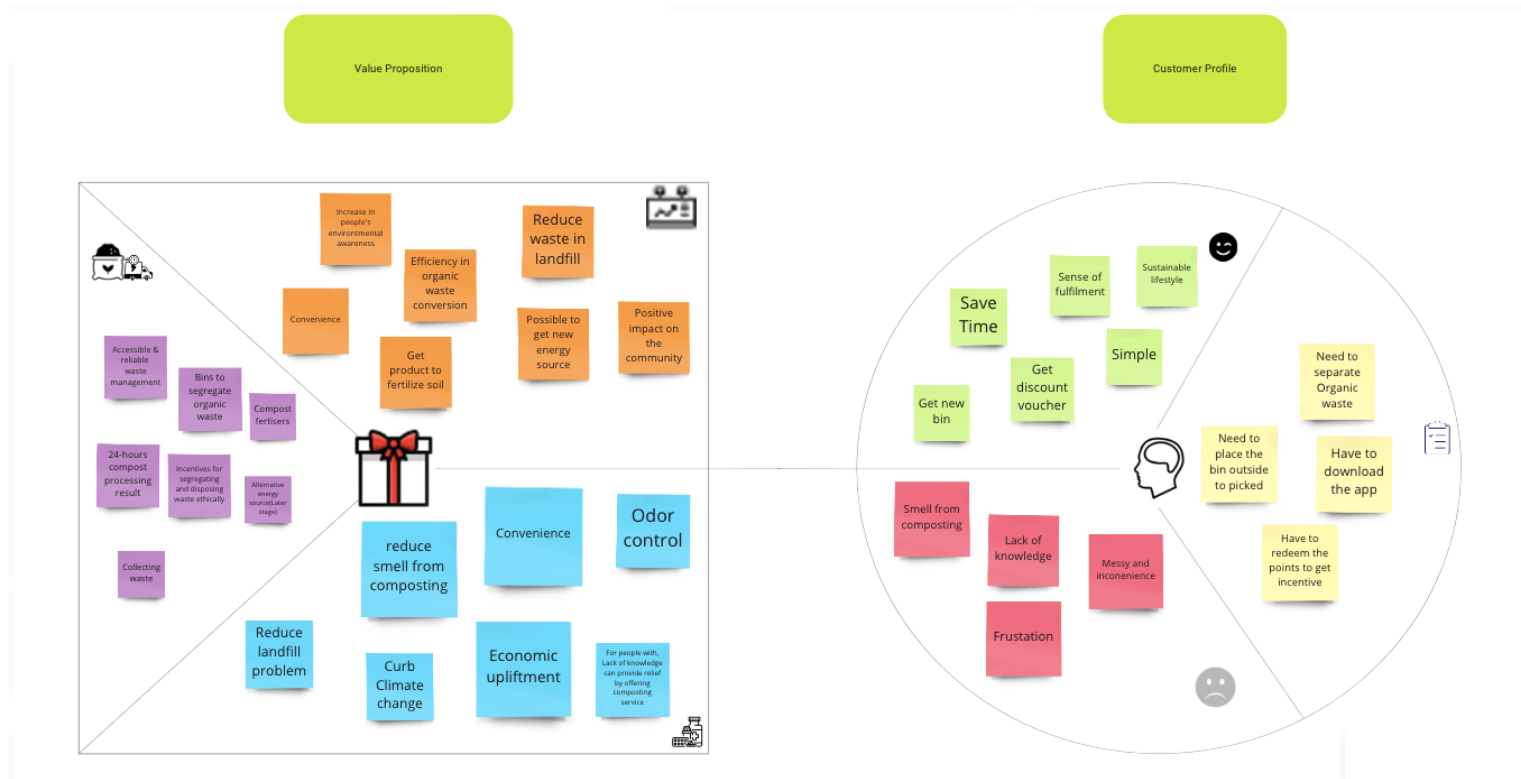 Value Proposition
Customer Profile
Increase in
people's
environtmental
awareness
Reduce
waste in
landfill
Efficiency in
organic
waste
conversion
Convenience
Possible to
get new
energy
source
Positive
impact on
the
community
Get
product to
fertilize soil
Accessible &
reliable
waste
management
Bins to
segregate
organic
waste
Compost
fertisers
24-hours
compost
processing
result
Incentives for
segregating
and disposing
waste ethically
Alternative
energy
source(Later
stage)
Collecting
waste
reduce
smell from
composting
Convenience
Odor
control
Reduce
landfill
problem
Curb
Climate
change
Economic
upliftment
For people with,
Lack of knowledge
can provide relief
by offering
composting
service
Save
Time
Sense of
fulfilment
Sustainable
lifestyle
Simple
Get
discount
voucher
Get new
bin
Need to
separate
Organic
waste
Need to
place the
bin outside
to picked
Have to
download
the app
Have to
redeem the
points to get
incentive
Smell from
composting
Lack of
knowledge
Messy and
inconenience
Frustation